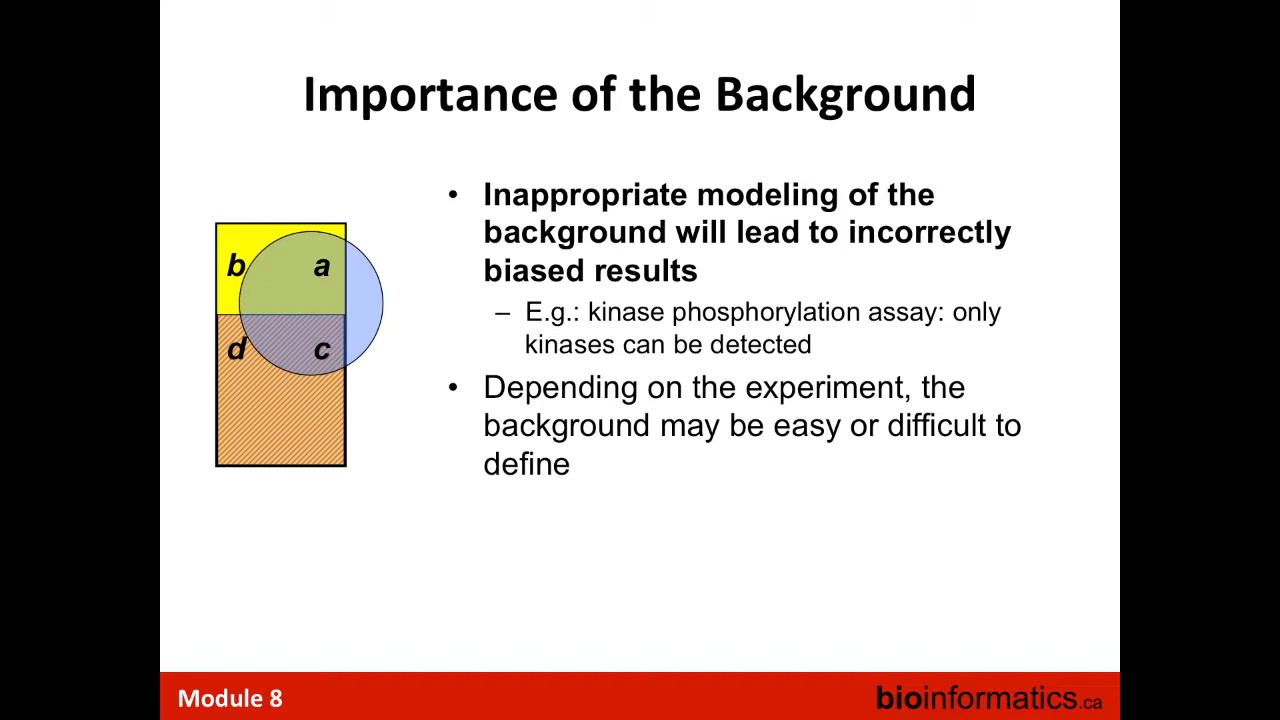 Importance of the Background
b a
d c
• Inappropriate modeling of the
background will lead to incorrectly
biased results
– E.g.: kinase phosphorylation assay: only
kinases can be detected
• Depending on the experiment, the
background may be easy or difficult to
define
Module 8
bioinformatics.ca